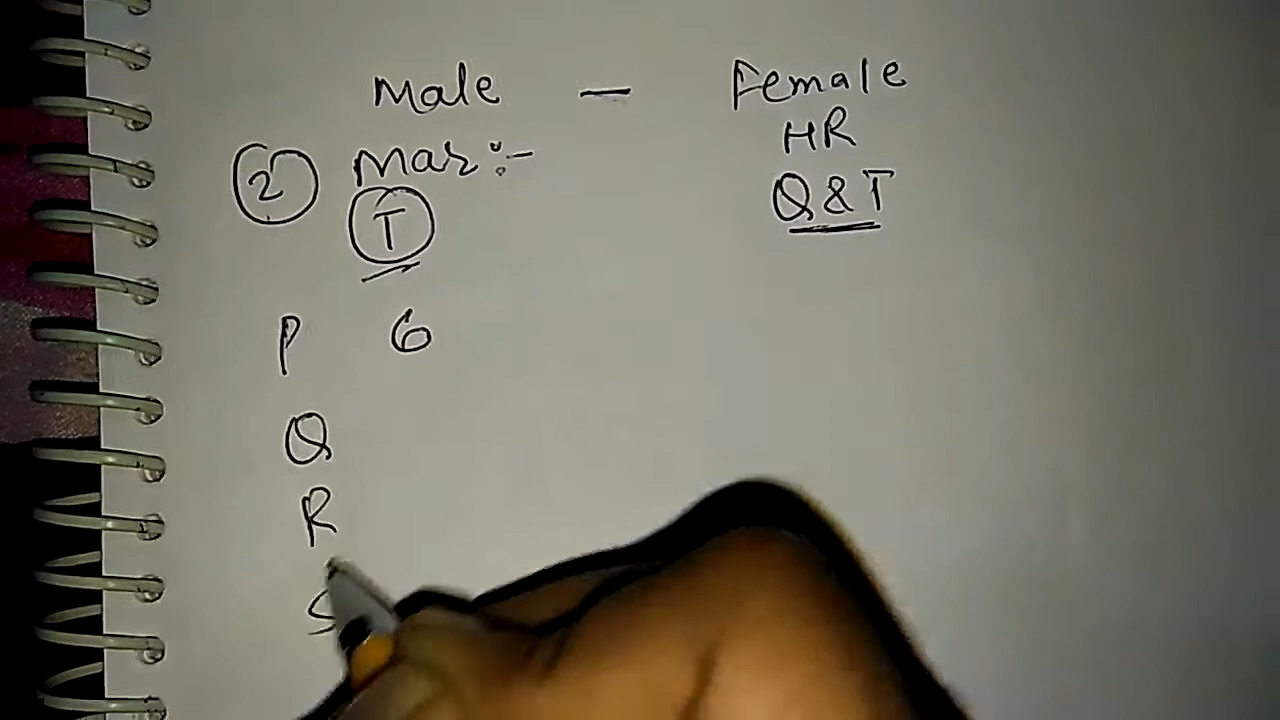 Male — Female
HR
② Mar :-
Q & T
T
P 6
Q
R
S